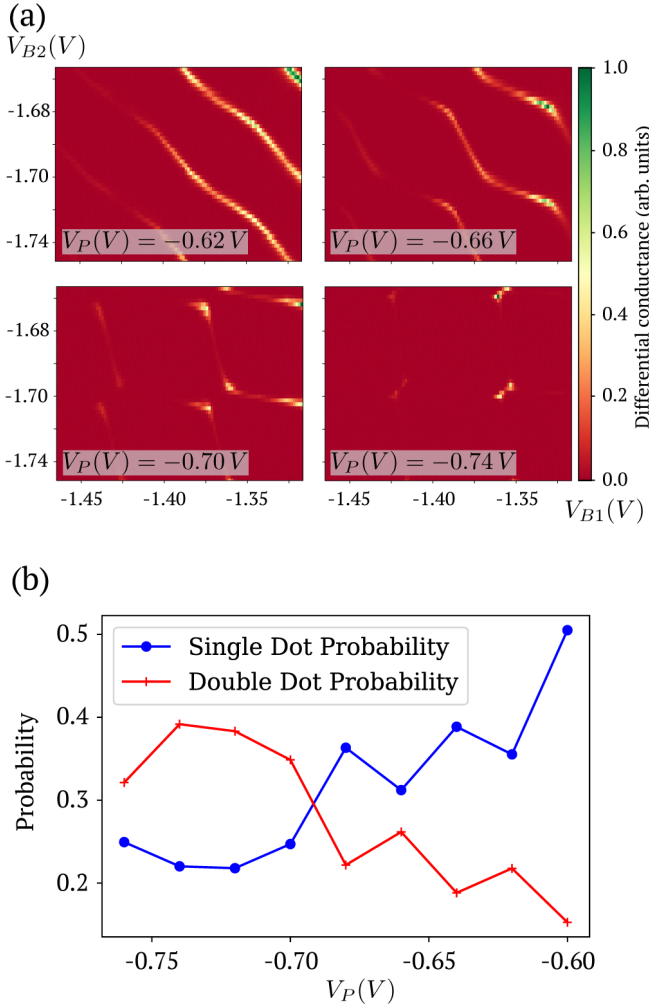 (a)
V_{B2}(V)
-1.68
-1.70
-1.74
V_P(V) = −0.62 V
V_P(V) = −0.66 V
-1.68
-1.70
-1.74
V_P(V) = −0.70 V
V_P(V) = −0.74 V
-1.45 -1.40 -1.35
-1.45 -1.40 -1.35
V_{B1}(V)
1.0
0.8
0.6
0.4
0.2
0.0
Differential conductance (arb. units)
(b)
Single Dot Probability
Double Dot Probability
0.5
0.4
0.3
0.2
Probability
-0.75 -0.70 -0.65 -0.60
V_P(V)